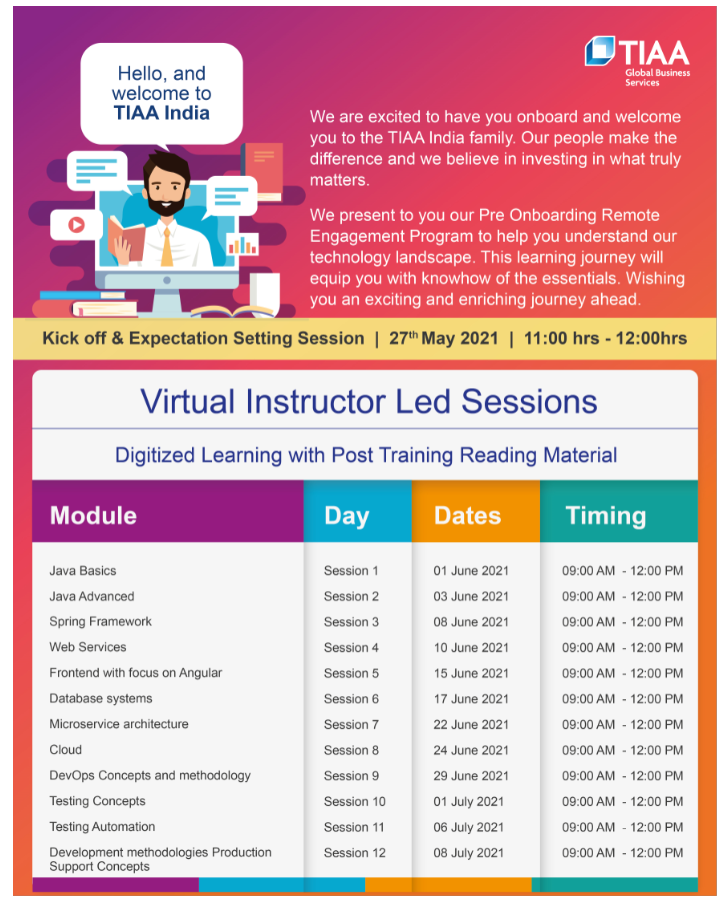 Hello, and
welcome to
TIAA India
TIAA
Global Business
Services
We are excited to have you onboard and welcome
you to the TIAA India family. Our people make the
difference and we believe in investing in what truly
matters.
We present to you our Pre Onboarding Remote
Engagement Program to help you understand our
technology landscape. This learning journey will
equip you with knowhow of the essentials. Wishing
you an exciting and enriching journey ahead.
Kick off & Expectation Setting Session | 27th May 2021 | 11:00 hrs - 12:00hrs
Virtual Instructor Led Sessions
Digitized Learning with Post Training Reading Material
Module Day Dates Timing
Java Basics Session 1 01 June 2021 09:00 AM - 12:00 PM
Java Advanced Session 2 03 June 2021 09:00 AM - 12:00 PM
Spring Framework Session 3 08 June 2021 09:00 AM - 12:00 PM
Web Services Session 4 10 June 2021 09:00 AM - 12:00 PM
Frontend with focus on Angular Session 5 15 June 2021 09:00 AM - 12:00 PM
Database systems Session 6 17 June 2021 09:00 AM - 12:00 PM
Microservice architecture Session 7 22 June 2021 09:00 AM - 12:00 PM
Cloud Session 8 24 June 2021 09:00 AM - 12:00 PM
DevOps Concepts and methodology Session 9 29 June 2021 09:00 AM - 12:00 PM
Testing Concepts Session 10 01 July 2021 09:00 AM - 12:00 PM
Testing Automation Session 11 06 July 2021 09:00 AM - 12:00 PM
Development methodologies Production Session 12 08 July 2021 09:00 AM - 12:00 PM
Support Concepts